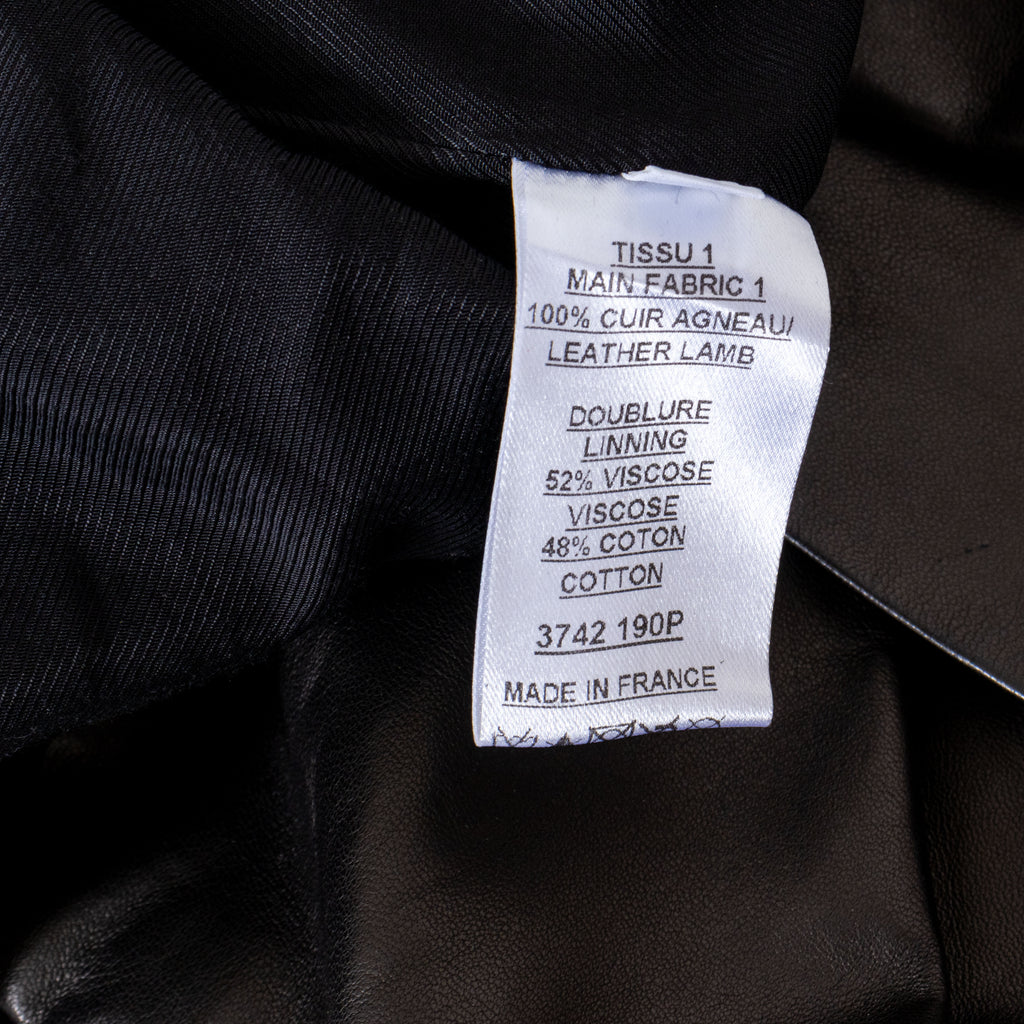 TISSU 1
MAIN FABRIC 1
100% CUIR AGNEAU/
LEATHER LAMB
DOUBLURE
LINNING
52% VISCOSE
VISCOSE
48% COTON
COTTON
3742 190P
MADE IN FRANCE